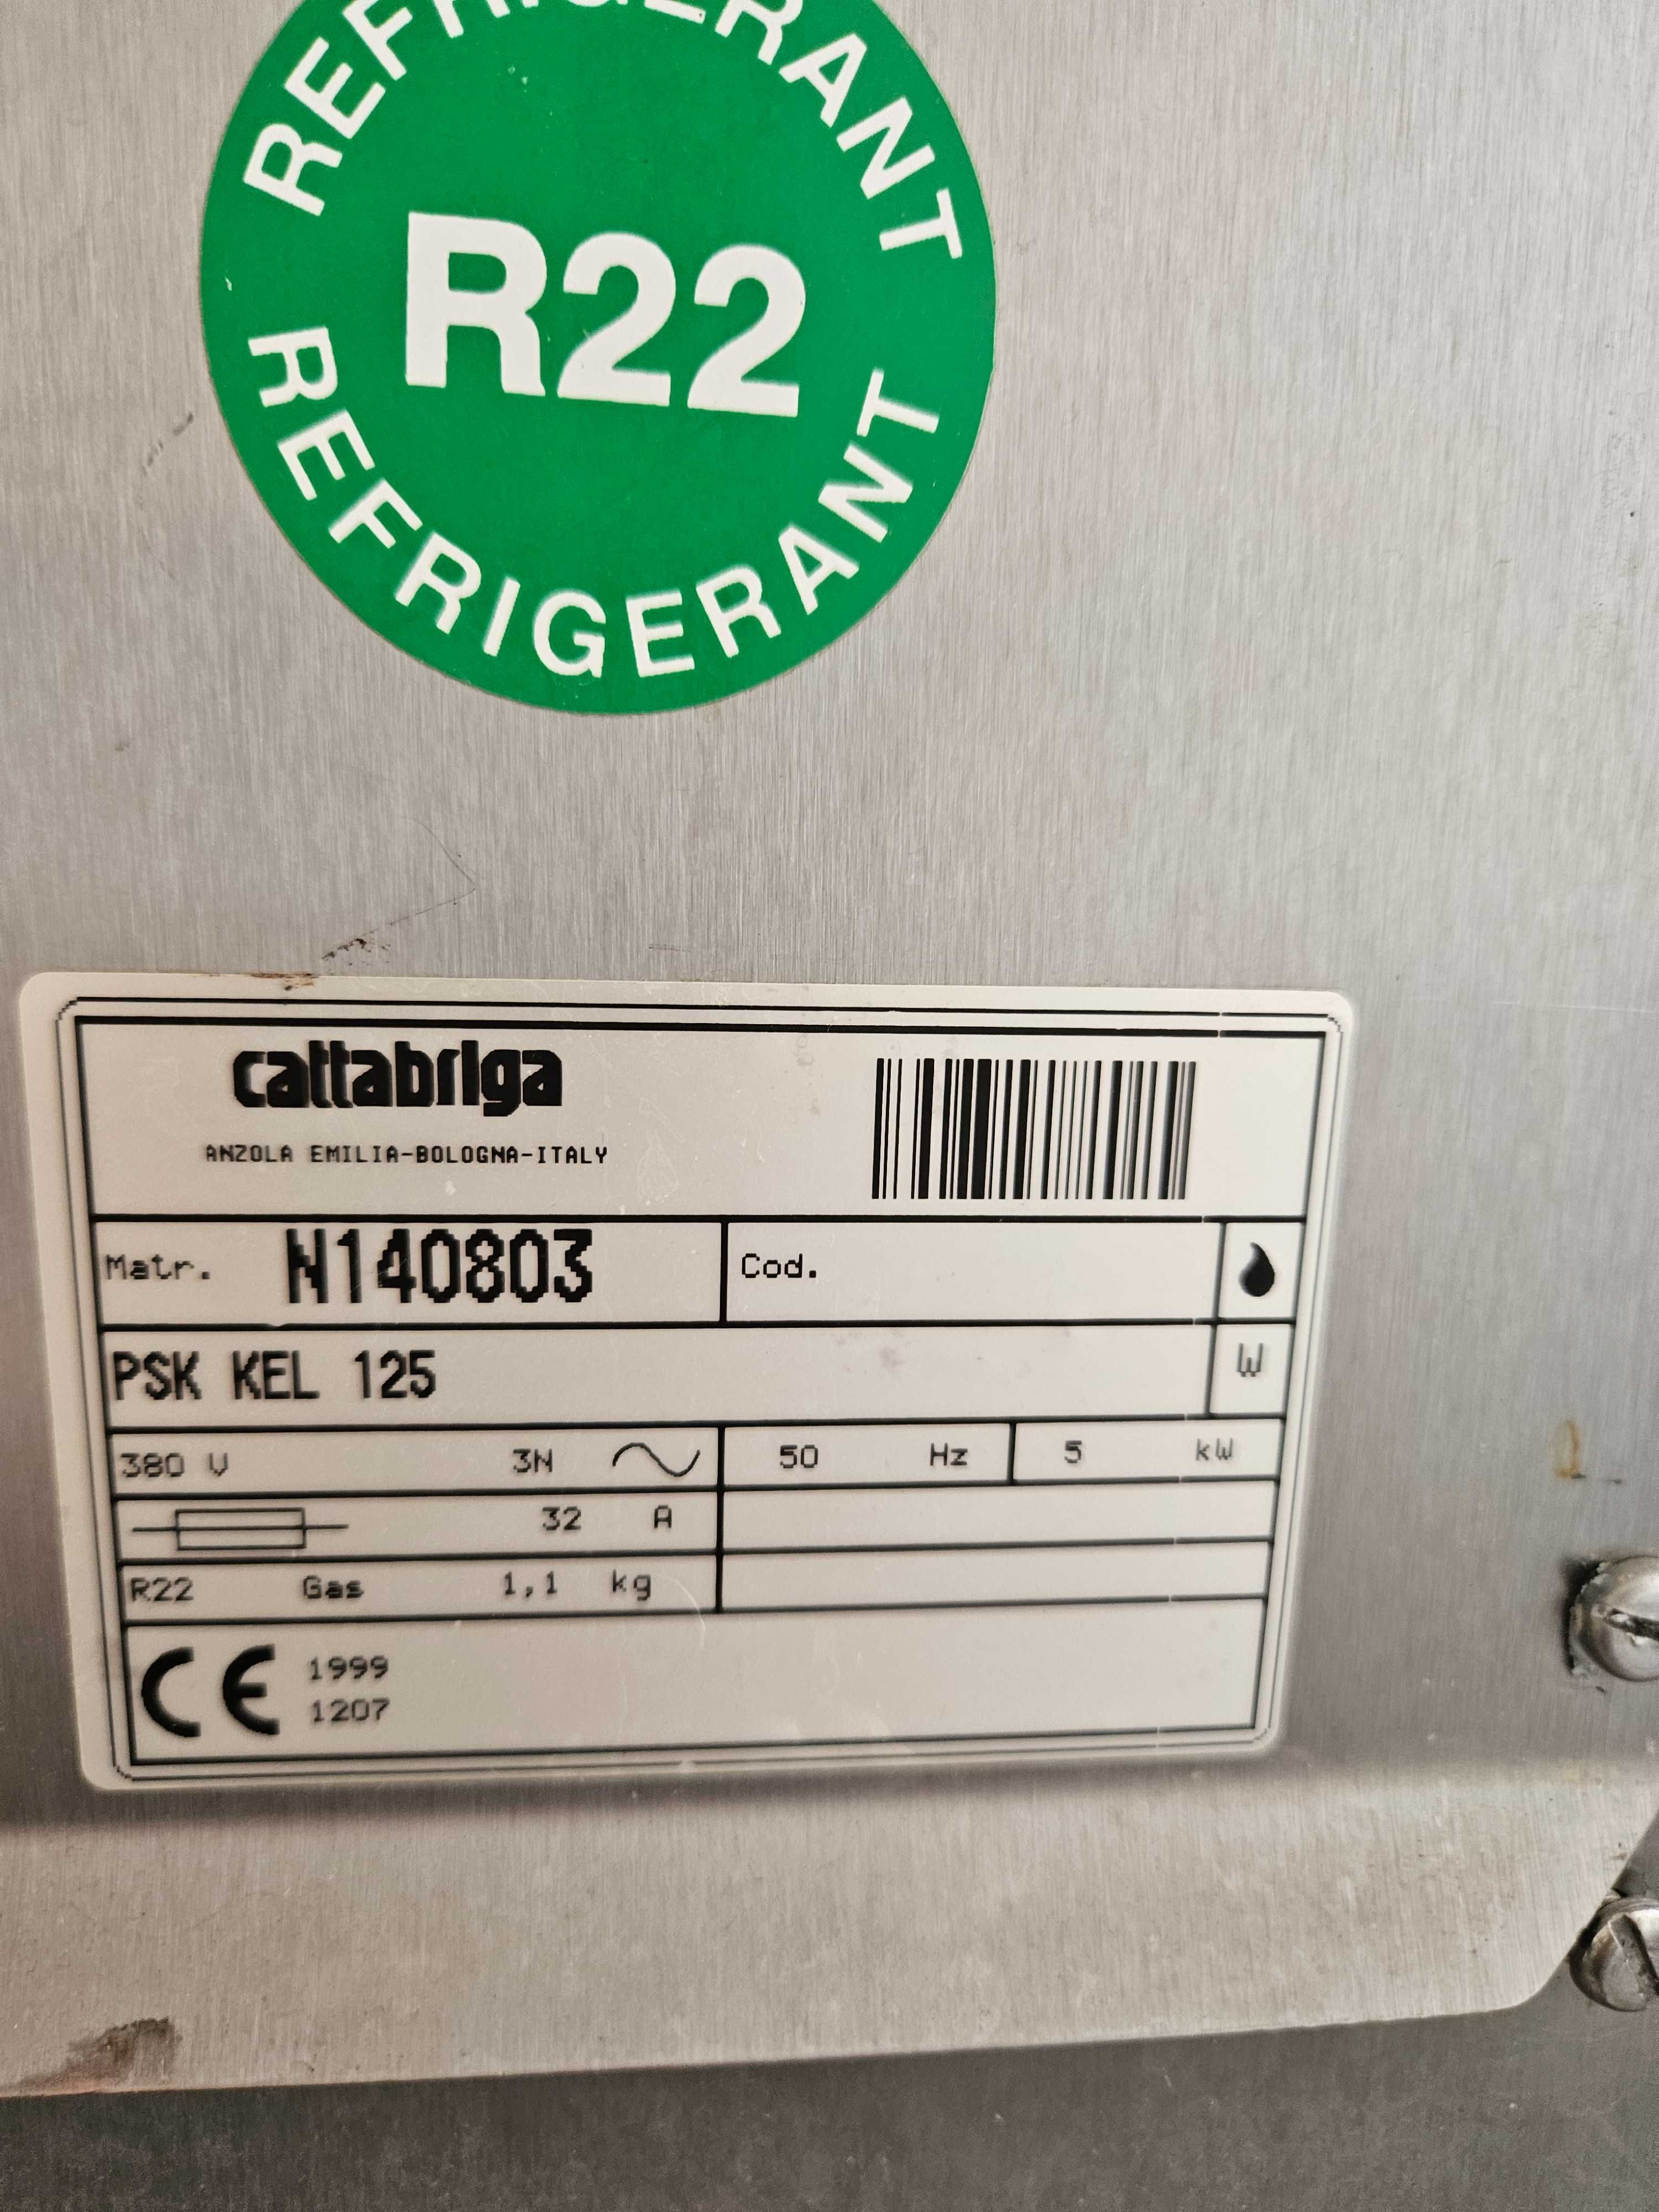 REFRIGERANT
R22
REFRIGERANT
cattabriga
ANZOLA EMILIA-BOLOGNA-ITALY
Matr. N140803 Cod.
PSK KEL 125 W
380 V 3N 50 Hz 5 kW
32 A
R22 Gas 1,1 kg
CE 1999
1207